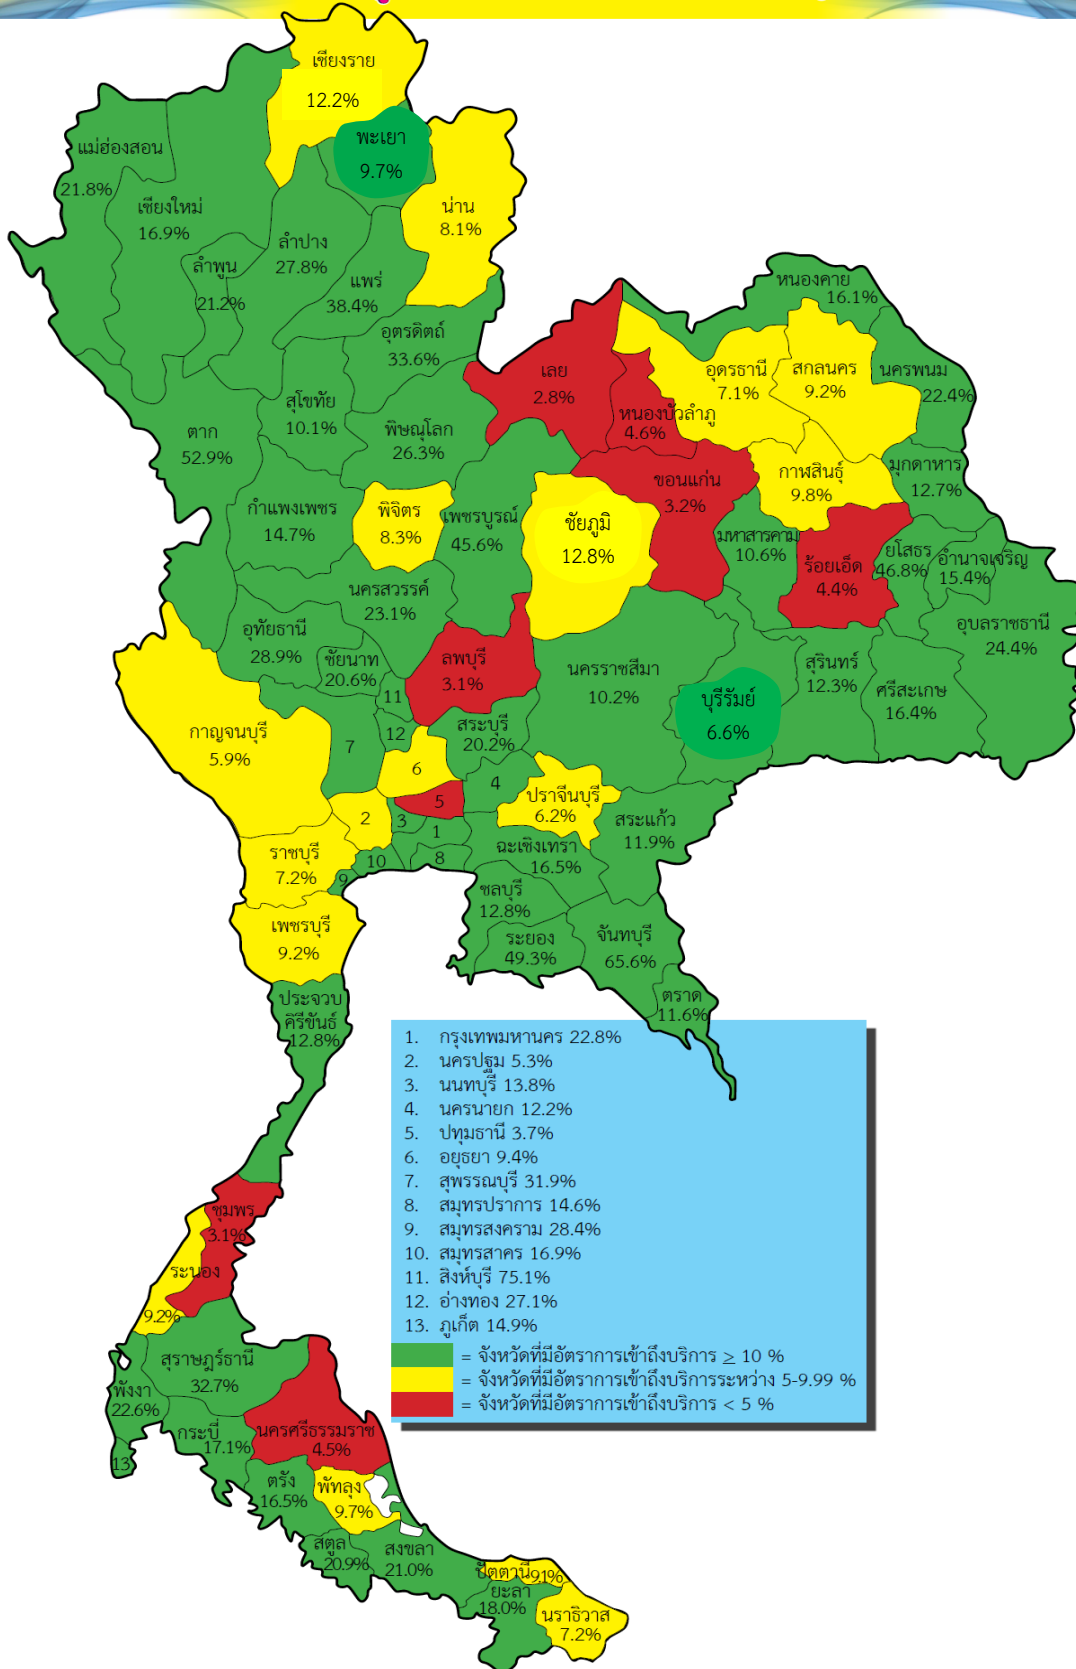 เชียงราย
12.2%
พะเยา
9.7%
แม่ฮ่องสอน
21.8%
เชียงใหม่
16.9%
น่าน
8.1%
ลำปาง
27.8%
ลำพูน
21.2%
แพร่
38.4%
อุตรดิตถ์
33.6%
หนองคาย
16.1%
เลย
2.8%
อุดรธานี
7.1%
สกลนคร
9.2%
นครพนม
22.4%
หนองบัวลำภู
4.6%
สุโขทัย
10.1%
ตาก
52.9%
พิษณุโลก
26.3%
ขอนแก่น
3.2%
กาฬสินธุ์
9.8%
มุกดาหาร
12.7%
กำแพงเพชร
14.7%
พิจิตร
8.3%
เพชรบูรณ์
45.6%
ชัยภูมิ
12.8%
มหาสารคาม
10.6%
ร้อยเอ็ด
4.4%
ยโสธร
46.8%
อำนาจเจริญ
15.4%
นครสวรรค์
23.1%
อุทัยธานี
28.9%
ชัยนาท
20.6%
ลพบุรี
3.1%
นครราชสีมา
10.2%
บุรีรัมย์
6.6%
สุรินทร์
12.3%
ศรีสะเกษ
16.4%
อุบลราชธานี
24.4%
กาญจนบุรี
5.9%
11
12
7
6
สระบุรี
20.2%
4
5
2
3
1
ปราจีนบุรี
6.2%
สระแก้ว
11.9%
ราชบุรี
7.2%
10
8
9
ฉะเชิงเทรา
16.5%
ชลบุรี
12.8%
เพชรบุรี
9.2%
ระยอง
49.3%
จันทบุรี
65.6%
ตราด
11.6%
ประจวบ
คิรีขันธ์
12.8%
1. กรุงเทพมหานคร 22.8%
2. นครปฐม 5.3%
3. นนทบุรี 13.8%
4. นครนายก 12.2%
5. ปทุมธานี 3.7%
6. อยุธยา 9.4%
7. สุพรรณบุรี 31.9%
8. สมุทรปราการ 14.6%
9. สมุทรสงคราม 28.4%
10. สมุทรสาคร 16.9%
11. สิงห์บุรี 75.1%
12. อ่างทอง 27.1%
13. ภูเก็ต 14.9%
= จังหวัดที่มีอัตราการเข้าถึงบริการ ≥ 10 %
= จังหวัดที่มีอัตราการเข้าถึงบริการระหว่าง 5-9.99 %
= จังหวัดที่มีอัตราการเข้าถึงบริการ < 5 %
ชุมพร
3.1%
ระนอง
9.2%
สุราษฎร์ธานี
32.7%
พังงา
22.6%
กระบี่
17.1%
นครศรีธรรมราช
4.5%
13
ตรัง
16.5%
พัทลุง
9.7%
สตูล
20.9%
สงขลา
21.0%
ปัตตานี
9.1%
ยะลา
18.0%
นราธิวาส
7.2%